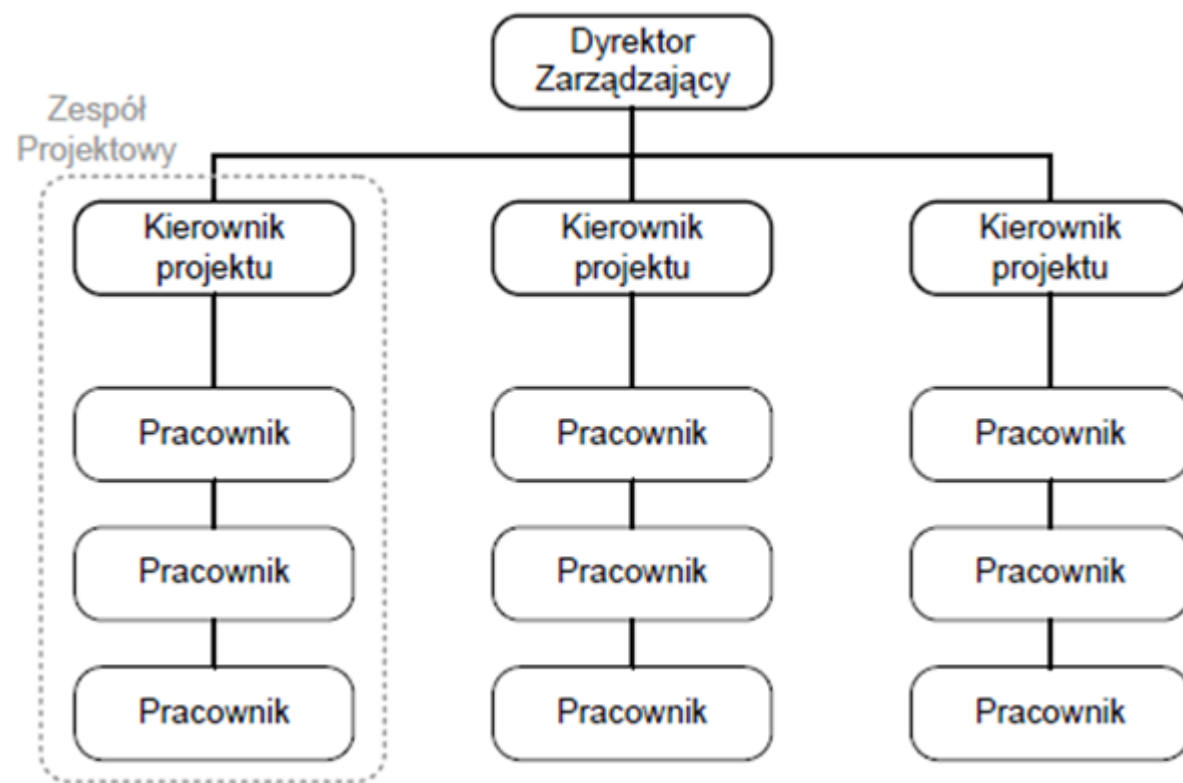 Dyrektor
Zarządzający
Zespół
Projektowy
Kierownik
projektu
Kierownik
projektu
Kierownik
projektu
Pracownik
Pracownik
Pracownik
Pracownik
Pracownik
Pracownik
Pracownik
Pracownik
Pracownik